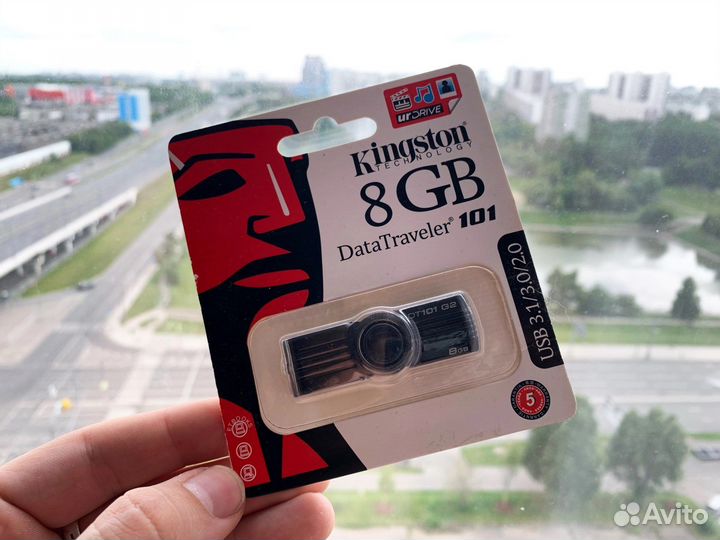 urDRIVE
Kingston
TECHNOLOGY
8GB
DataTraveler® 101
USB 3.1/3.0/2.0
DT101 G2
8GB
5
Avito